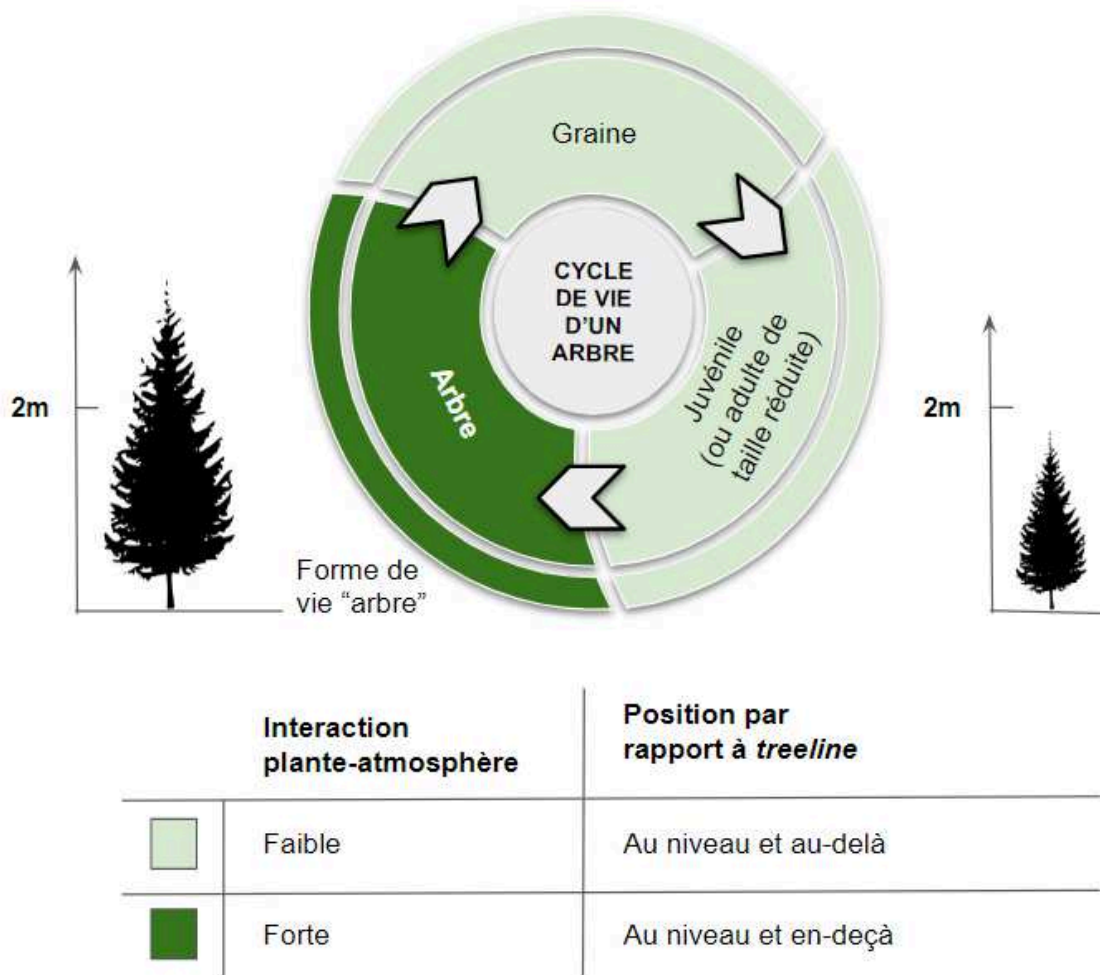 Graine
CYCLE
DE VIE
D'UN
ARBRE
Juvénile
(ou adulte de
taille réduite)
Arbre
2m
2m
Forme de
vie “arbre”
Interaction
plante-atmosphère
Position par
rapport à treeline
Faible
Au niveau et au-delà
Forte
Au niveau et en-deçà